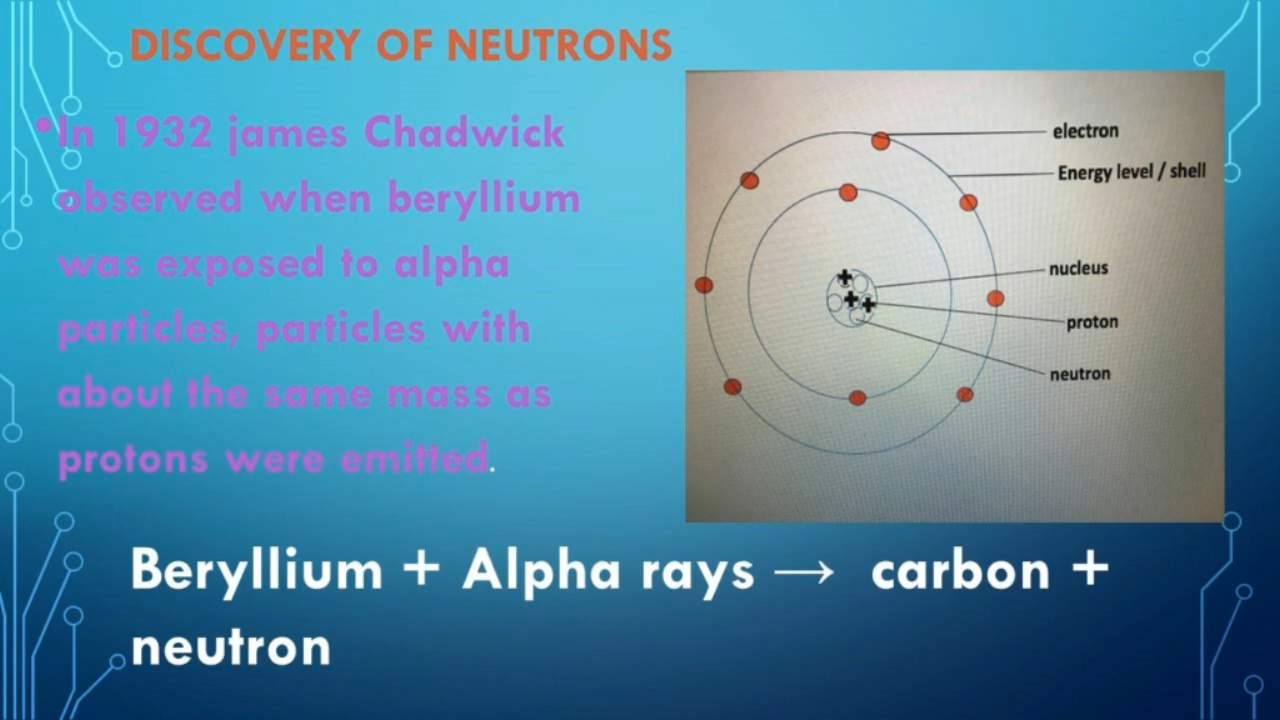 DISCOVERY OF NEUTRONS
•In 1932 james Chadwick
observed when beryllium
was exposed to alpha
particles, particles with
about the same mass as
protons were emitted.
electron
Energy level / shell
nucleus
proton
neutron
Beryllium + Alpha rays → carbon +
neutron